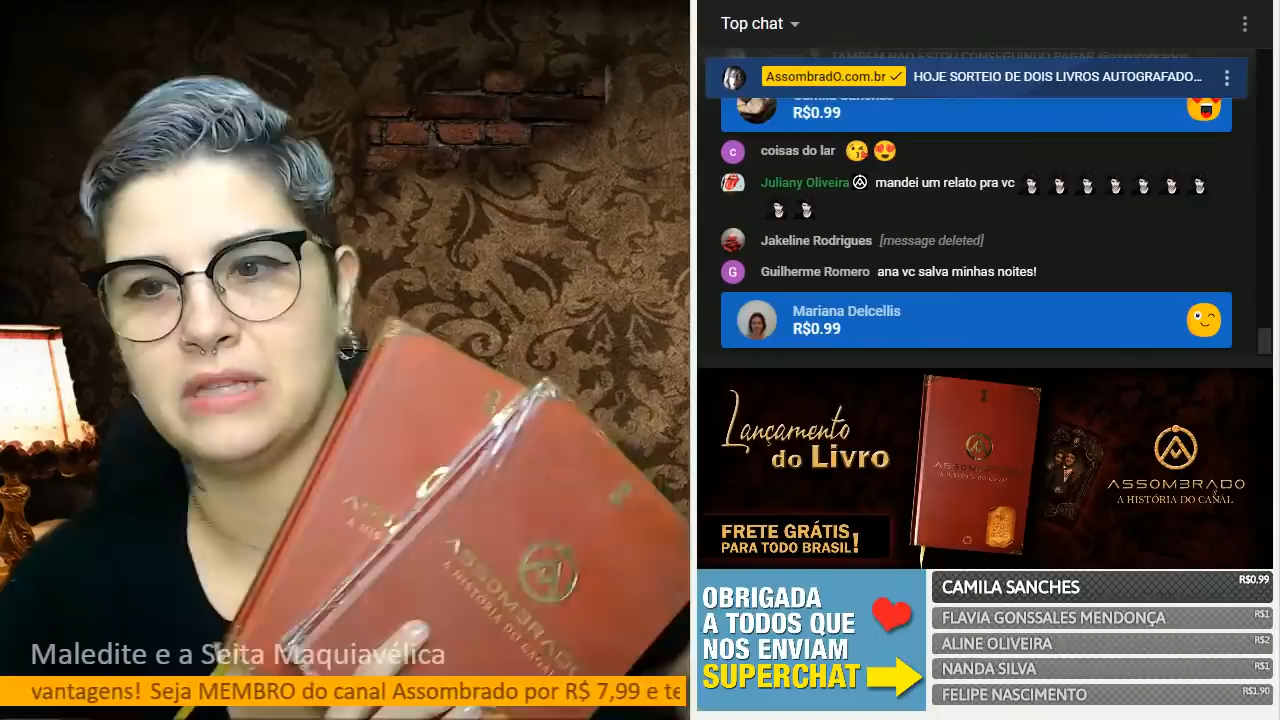 Top chat
TAMBEM NAO ESTOU CONSEGUINDO PAGAR
AssombradO.com.br HOJE SORTEIO DE DOIS LIVROS AUTOGRAFADO...
R$0.99
coisas do lar
Juliany Oliveira mandei um relato pra vc
Jakeline Rodrigues [message deleted]
Guilherme Romero ana vc salva minhas noites!
Mariana Delcellis
R$0.99
ASSOMBRADO
A HISTÓRIA DO CANAL
Lançamento
do Livro
FRETE GRÁTIS
PARA TODO BRASIL!
ASSOMBRADO
A HISTÓRIA DO CANAL
ASSOMBRADO
A HISTÓRIA DO CANAL
OBRIGADA
A TODOS QUE
NOS ENVIAM
SUPERCHAT
CAMILA SANCHES R$0.99
FLAVIA GONSSALES MENDONÇA R$1
ALINE OLIVEIRA R$2
NANDA SILVA R$1
FELIPE NASCIMENTO R$1.90
Maledite e a Seita Maquiavélica
vantagens! Seja MEMBRO do canal Assombrado por R$ 7,99 e te